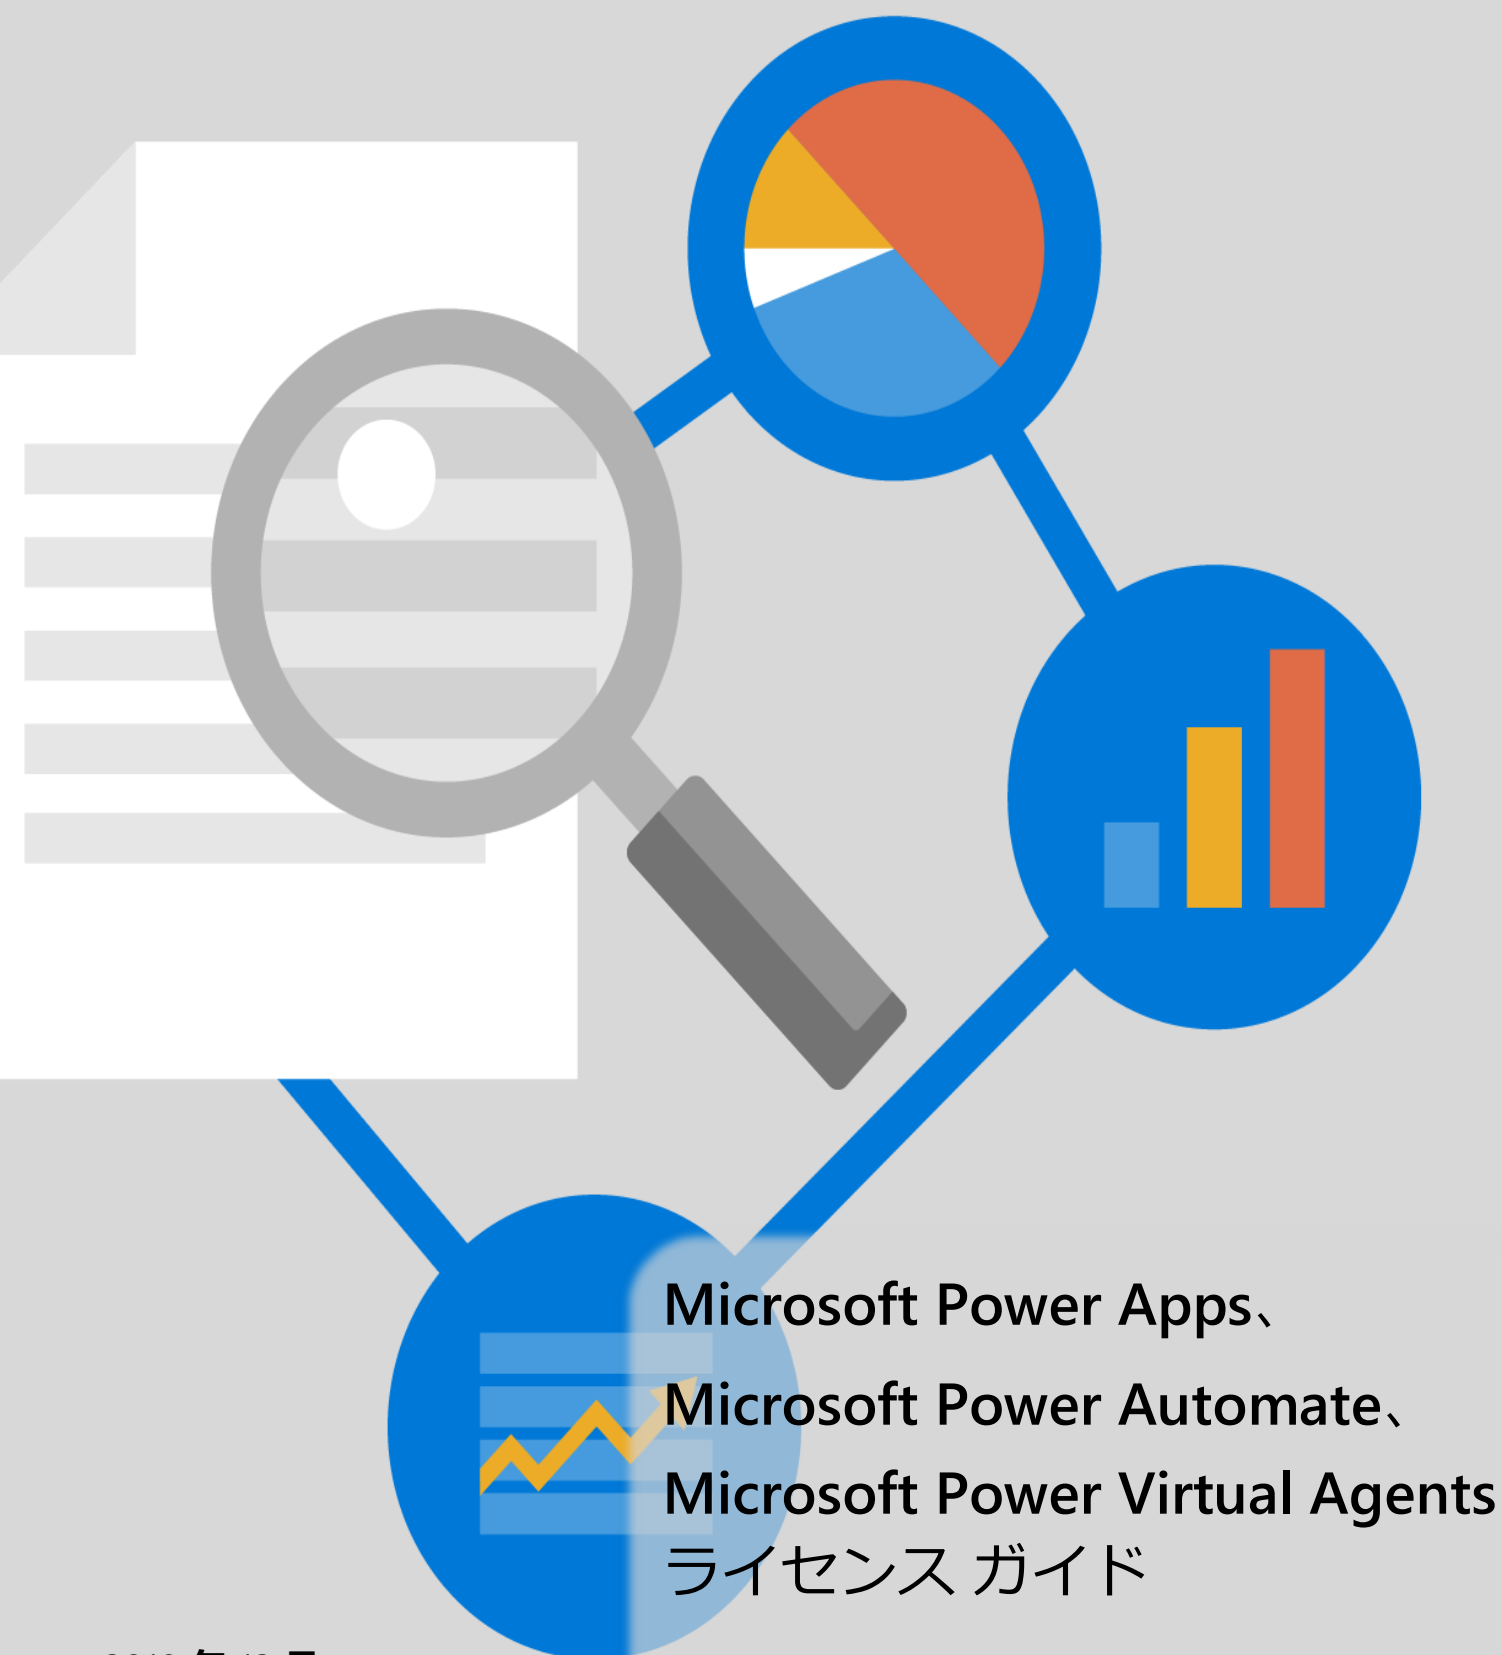 Microsoft Power Apps、
Microsoft Power Automate、
Microsoft Power Virtual Agents
ライセンス ガイド